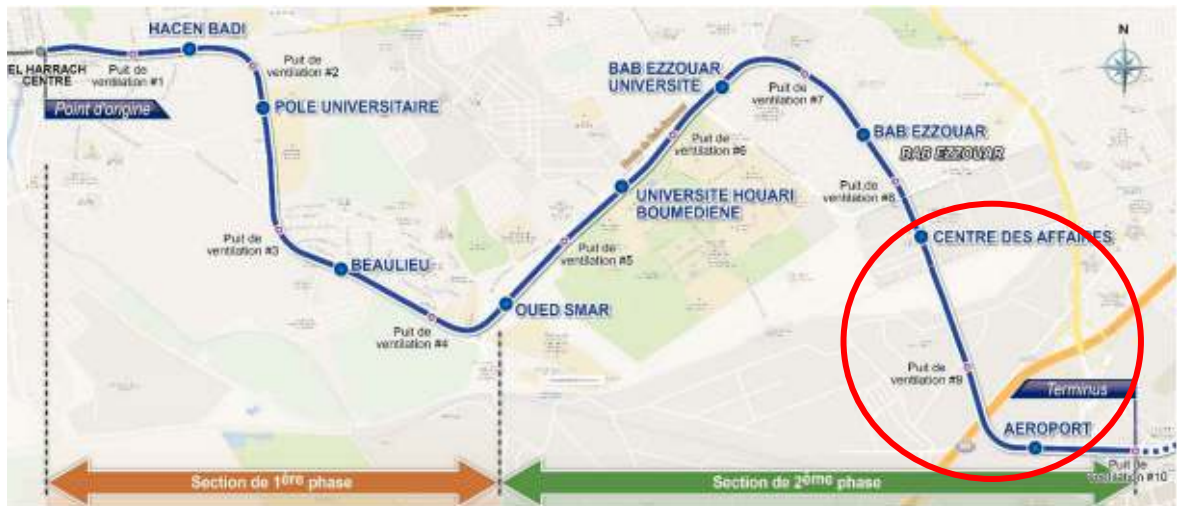 HACEN BADI
EL HARRACH
CENTRE
Puit de
ventilation #1
Puit de
ventilation #2
Point d'origine
POLE UNIVERSITAIRE
Puit de
ventilation #3
BEAULIEU
Puit de
ventilation #4
OUED SMAR
Puit de
ventilation #5
UNIVERSITE HOUARI
BOUMEDIENE
Puit de
ventilation #6
BAB EZZOUAR
UNIVERSITE
Puit de
ventilation #7
BAB EZZOUAR
BAB EZZOUAR
Puit de
ventilation #8
CENTRE DES AFFAIRES
Puit de
ventilation #9
Terminus
AEROPORT
Puit de
ventilation #10
N
Section de 1ère phase
Section de 2ème phase